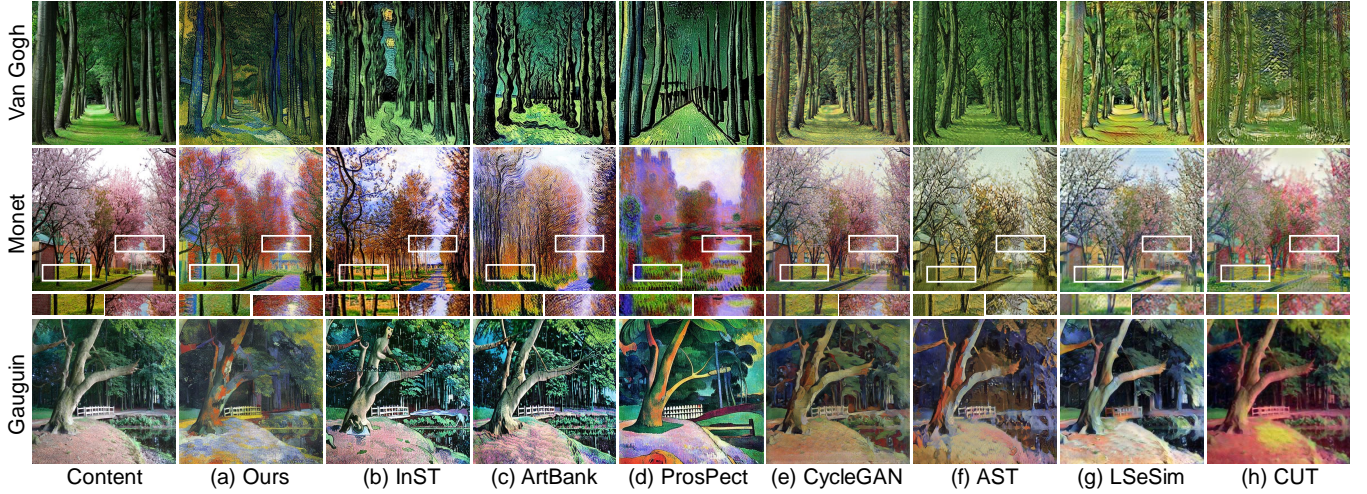 Van Gogh
Monet
Gauguin
Content (a) Ours (b) InST (c) ArtBank (d) ProsPect (e) CycleGAN (f) AST (g) LSeSim (h) CUT